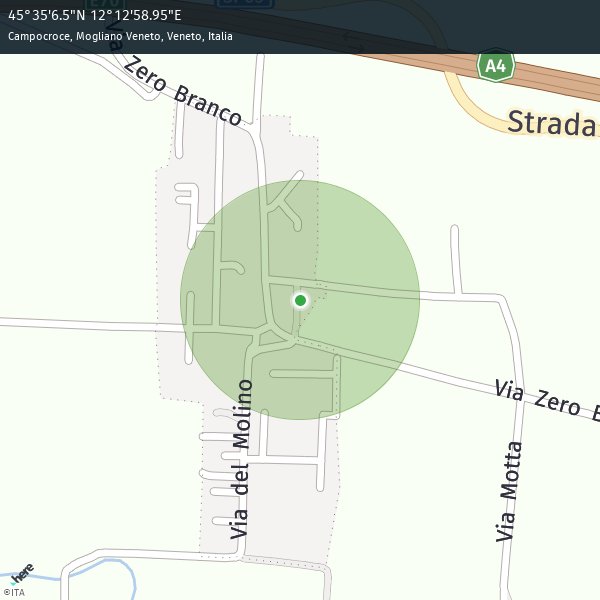 45°35'6.5"N 12°12'58.95"E
Campocroce, Mogliano Veneto, Veneto, Italia
A4
Via Zero Branco
Strada
Via Zero B
Via del Molino
Via Motta
here
©ITA